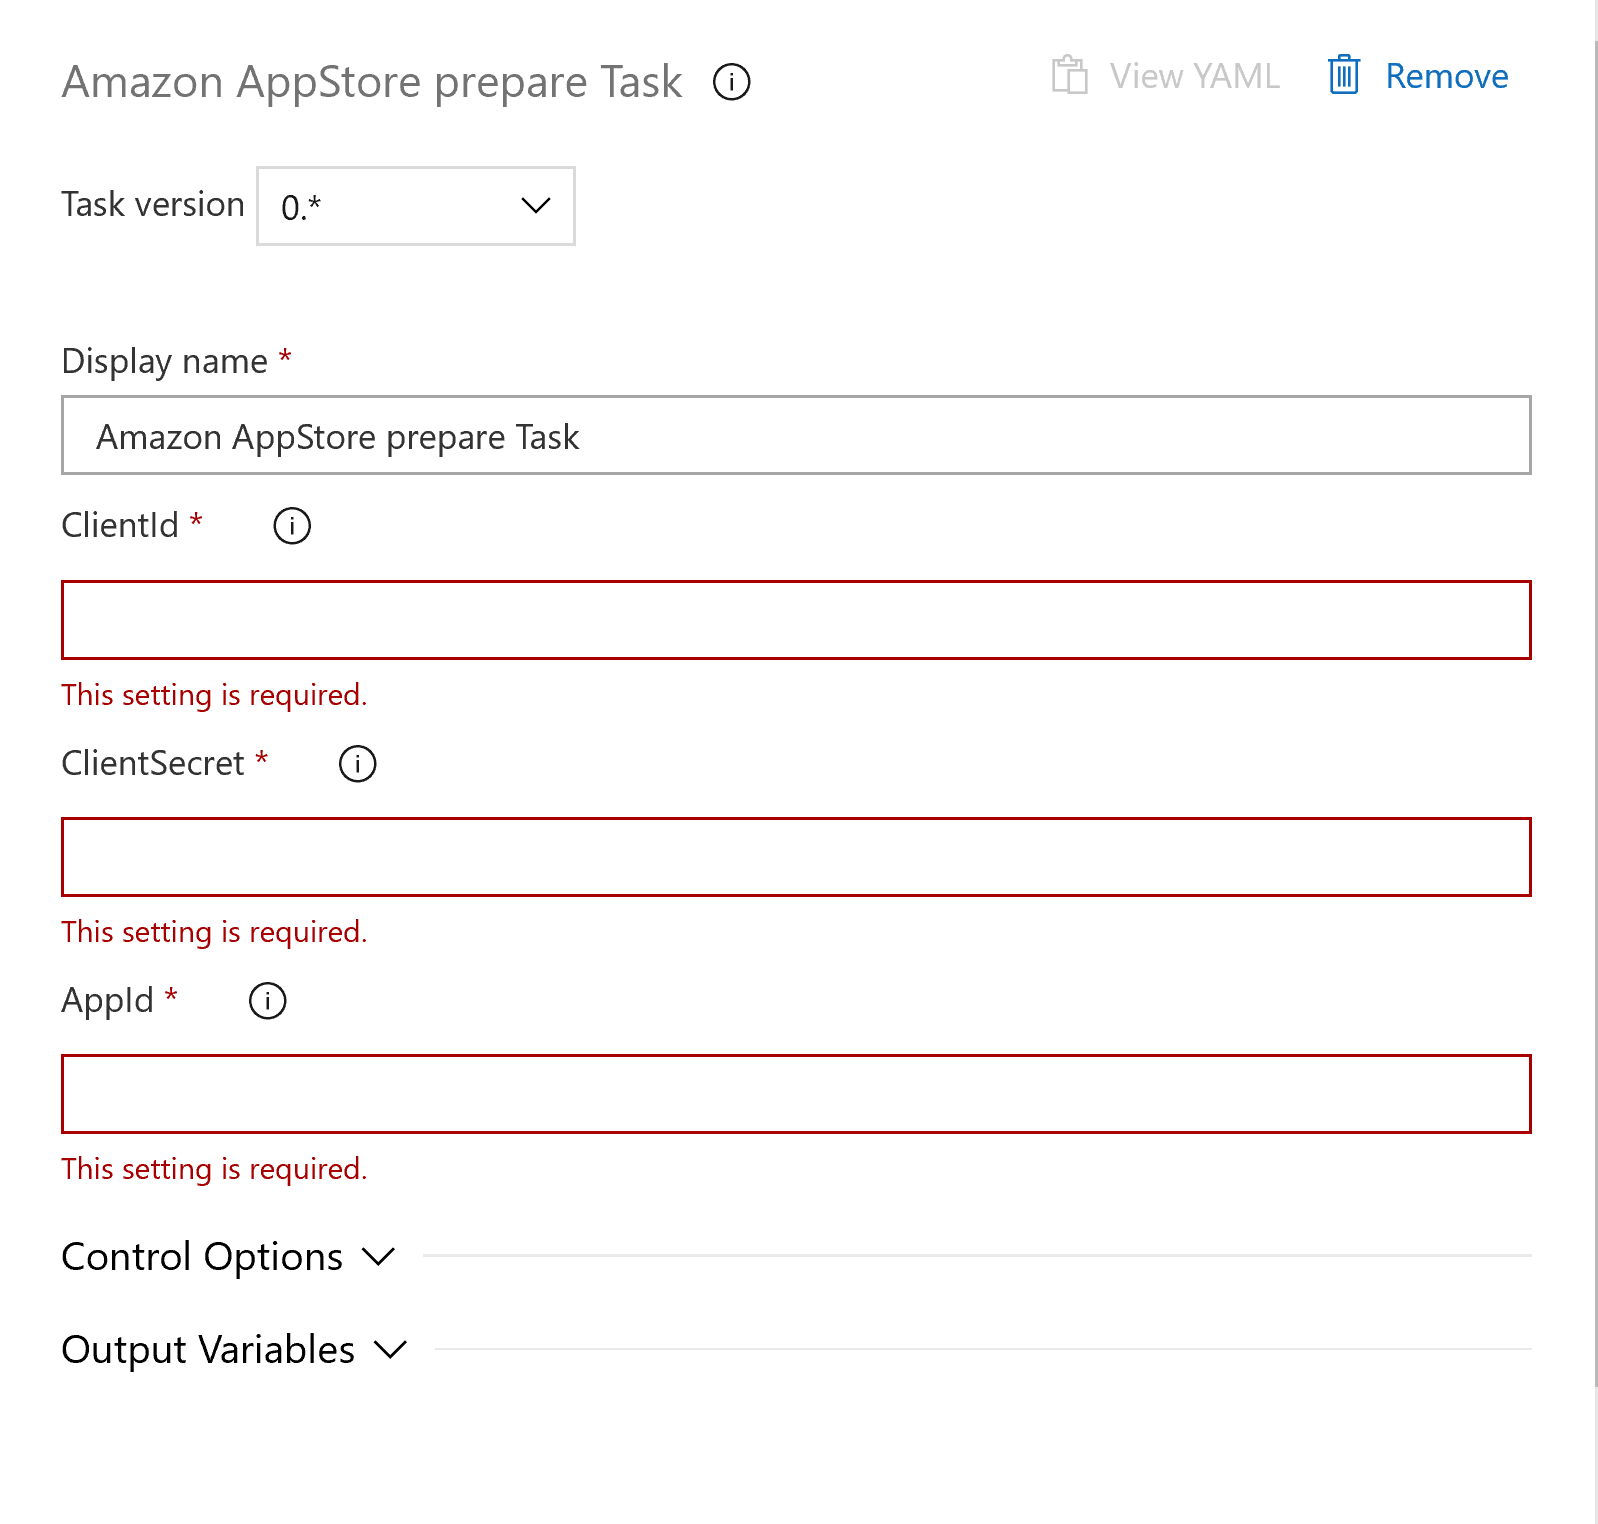 Amazon AppStore prepare Task
View YAML
Remove
Task version
0.*
Display name *
Amazon AppStore prepare Task
ClientId *
This setting is required.
ClientSecret *
This setting is required.
AppId *
This setting is required.
Control Options
Output Variables